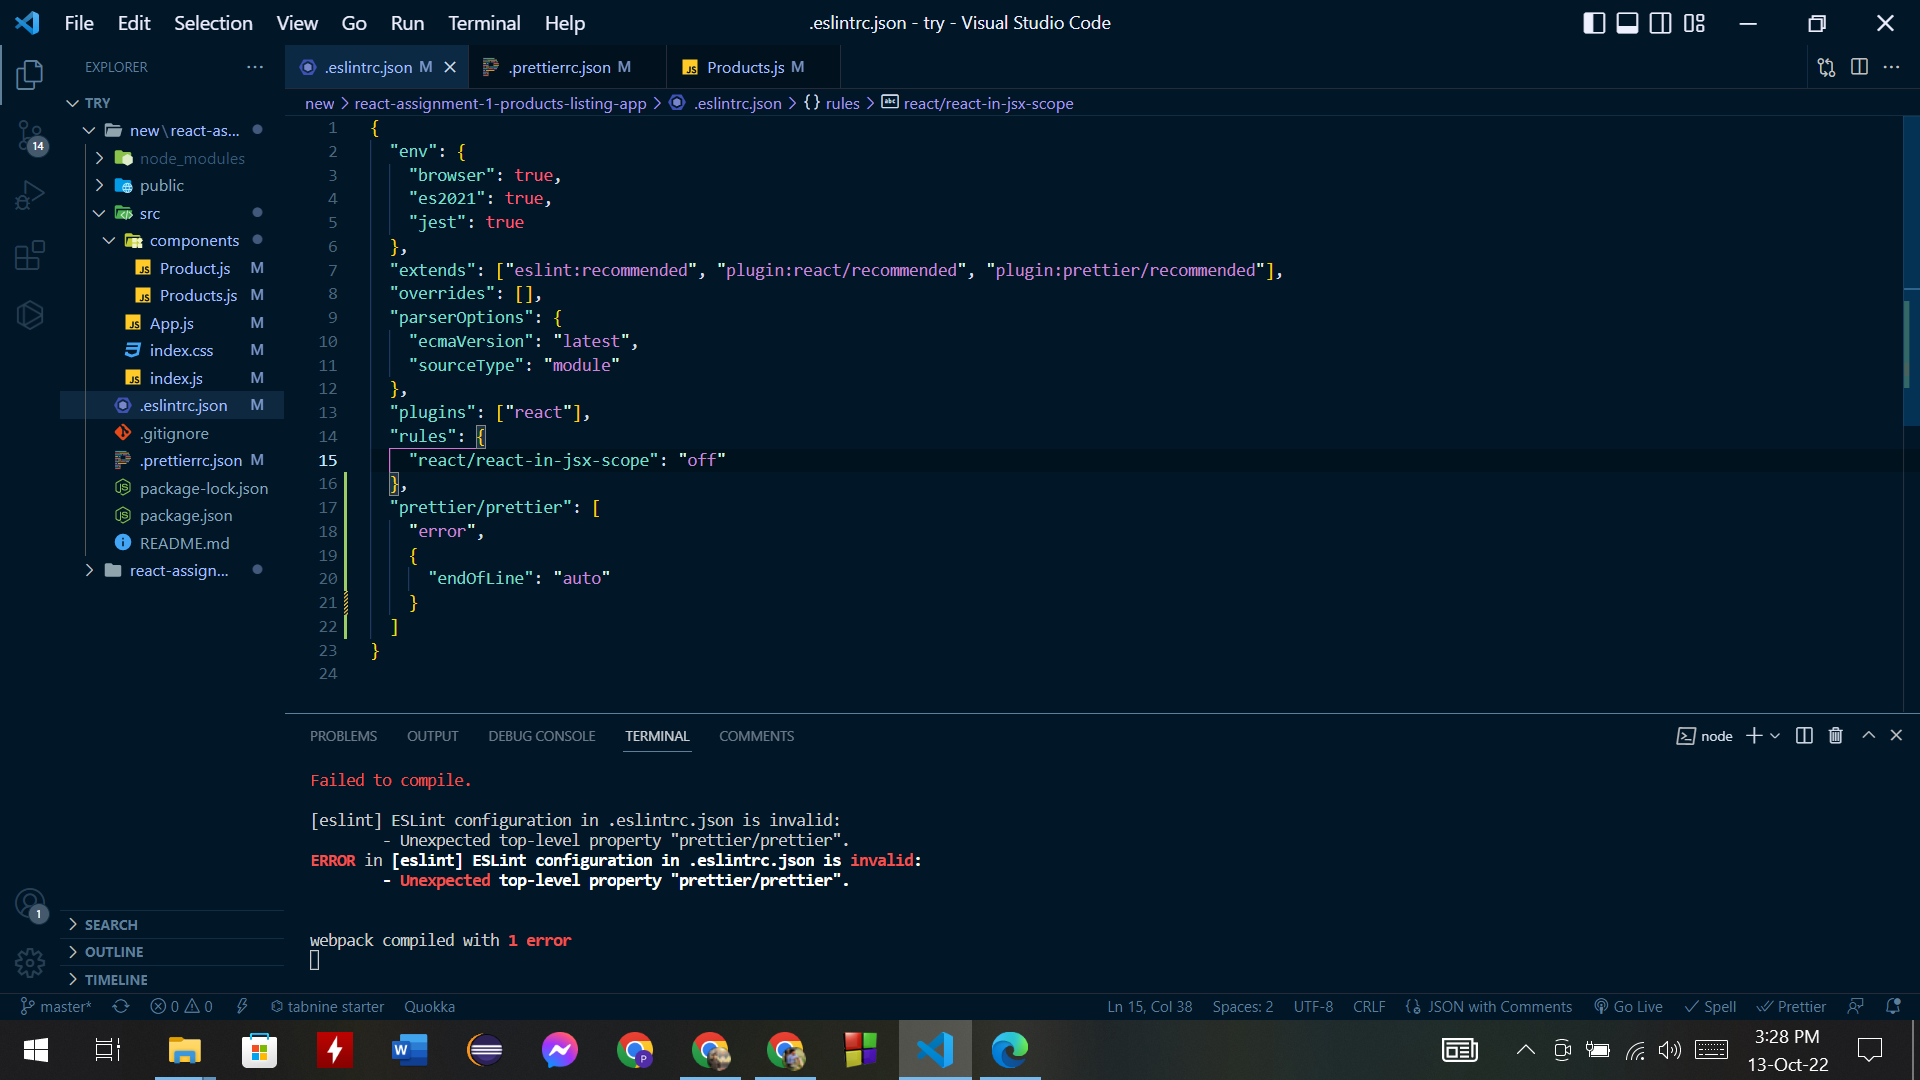 File Edit Selection View Go Run Terminal Help
.eslintrc.json - try - Visual Studio Code
EXPLORER
TRY
new\react-as...
node_modules
public
src
components
Product.js M
Products.js M
App.js M
index.css M
index.js M
.eslintrc.json M
.gitignore
.prettierrc.json M
package-lock.json
package.json
README.md
react-assign...
SEARCH
OUTLINE
TIMELINE
14
1
.eslintrc.json M
.prettierrc.json M
JS Products.js M
new > react-assignment-1-products-listing-app > .eslintrc.json > {} rules > abc react/react-in-jsx-scope
1 {
2 "env": {
3 "browser": true,
4 "es2021": true,
5 "jest": true
6 },
7 "extends": ["eslint:recommended", "plugin:react/recommended", "plugin:prettier/recommended"],
8 "overrides": [],
9 "parserOptions": {
10 "ecmaVersion": "latest",
11 "sourceType": "module"
12 },
13 "plugins": ["react"],
14 "rules": {
15 "react/react-in-jsx-scope": "off"
16 },
17 "prettier/prettier": [
18 "error",
19 {
20 "endOfLine": "auto"
21 }
22 ]
23 }
24
PROBLEMS OUTPUT DEBUG CONSOLE TERMINAL COMMENTS
node
Failed to compile.
[eslint] ESLint configuration in .eslintrc.json is invalid:
- Unexpected top-level property "prettier/prettier".
ERROR in [eslint] ESLint configuration in .eslintrc.json is invalid:
- Unexpected top-level property "prettier/prettier".
webpack compiled with 1 error
master* 0 0 tabnine starter Quokka
Ln 15, Col 38 Spaces: 2 UTF-8 CRLF {} JSON with Comments Go Live Spell Prettier
W
P
3:28 PM
13-Oct-22